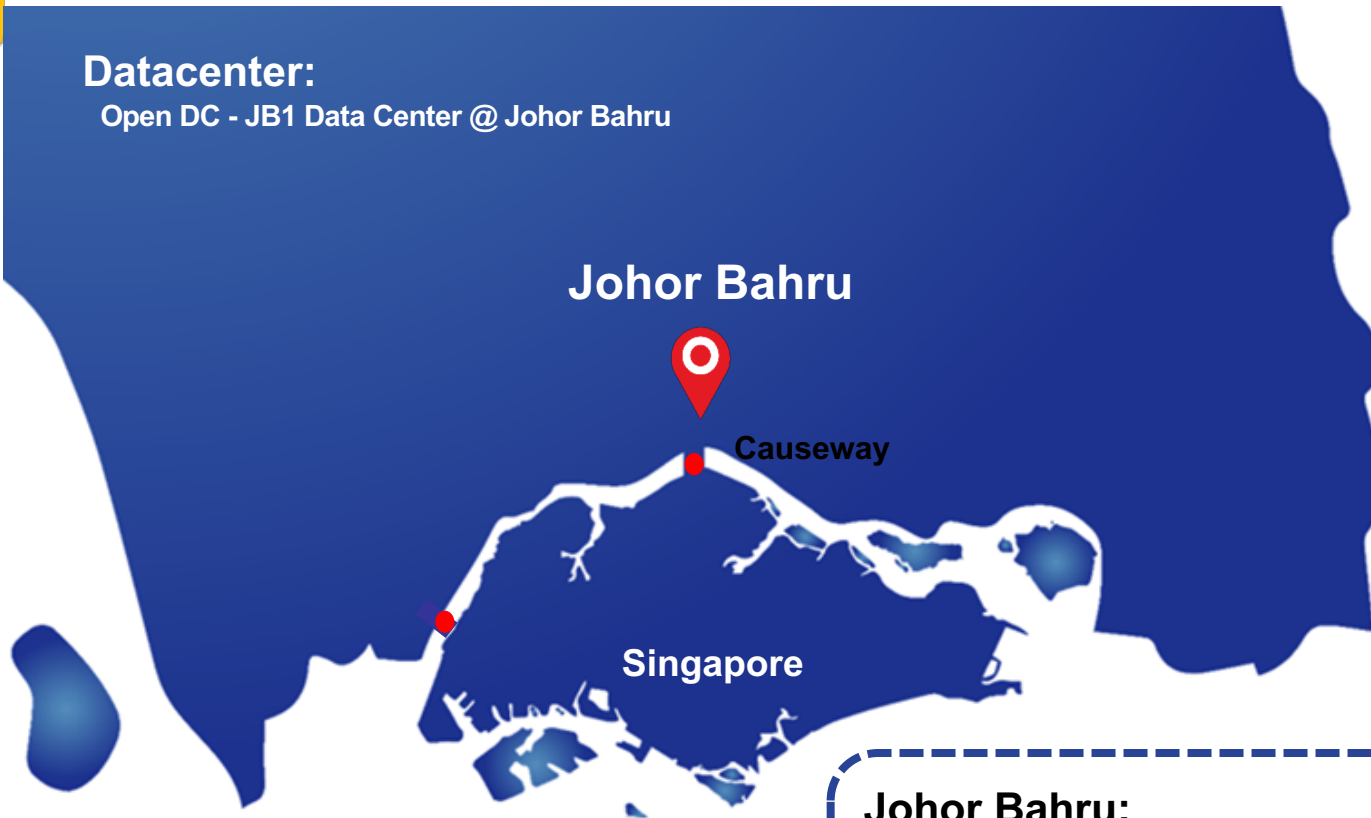 Datacenter:
Open DC - JB1 Data Center @ Johor Bahru
Johor Bahru
Causeway
Singapore
Johor Bahru: